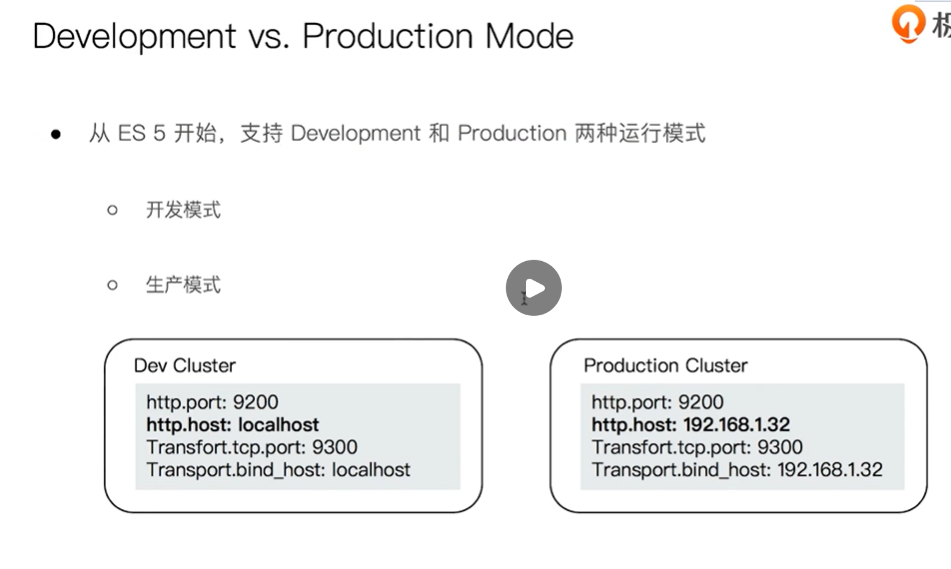 Development vs. Production Mode
极
从 ES 5 开始，支持 Development 和 Production 两种运行模式
开发模式
生产模式
Dev Cluster
http.port: 9200
http.host: localhost
Transfort.tcp.port: 9300
Transport.bind_host: localhost
Production Cluster
http.port: 9200
http.host: 192.168.1.32
Transfort.tcp.port: 9300
Transport.bind_host: 192.168.1.32